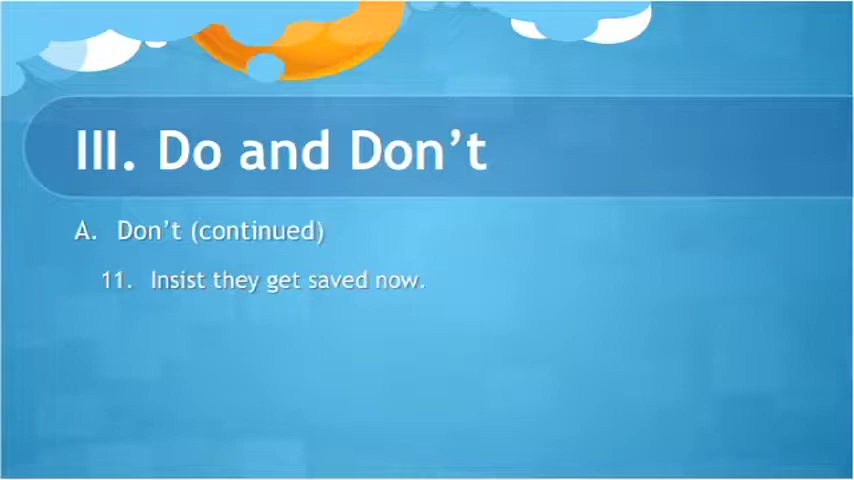 III. Do and Don’t
A. Don’t (continued)
11. Insist they get saved now.